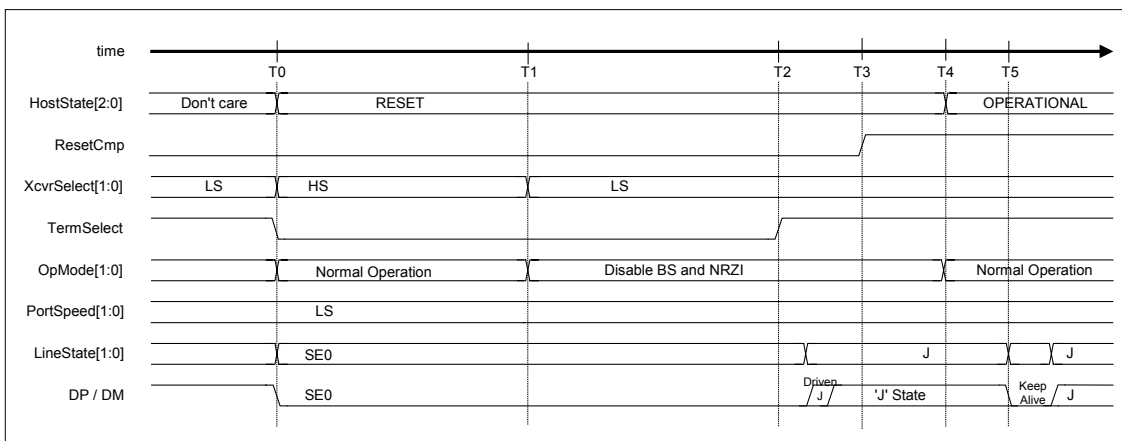 time
T0 T1 T2 T3 T4 T5
HostState[2:0] Don't care RESET OPERATIONAL
ResetCmp
XcvrSelect[1:0] LS HS LS
TermSelect
OpMode[1:0] Normal Operation Disable BS and NRZI Normal Operation
PortSpeed[1:0] LS
LineState[1:0] SE0 J J
DP / DM SE0 Driven J 'J' State Keep Alive J